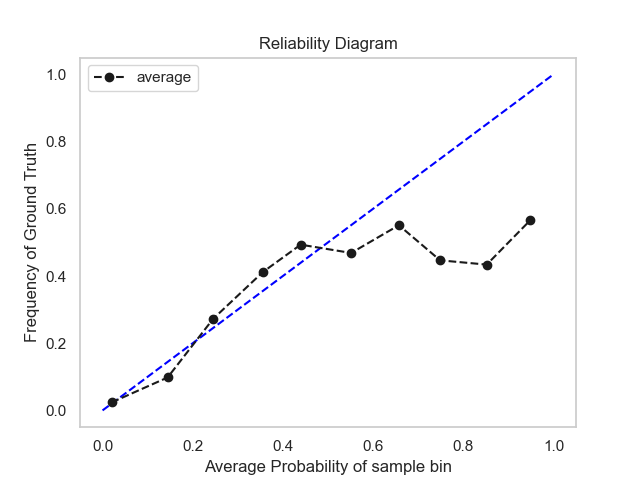 Reliability Diagram
average
Frequency of Ground Truth
1.0
0.8
0.6
0.4
0.2
0.0
0.0 0.2 0.4 0.6 0.8 1.0
Average Probability of sample bin